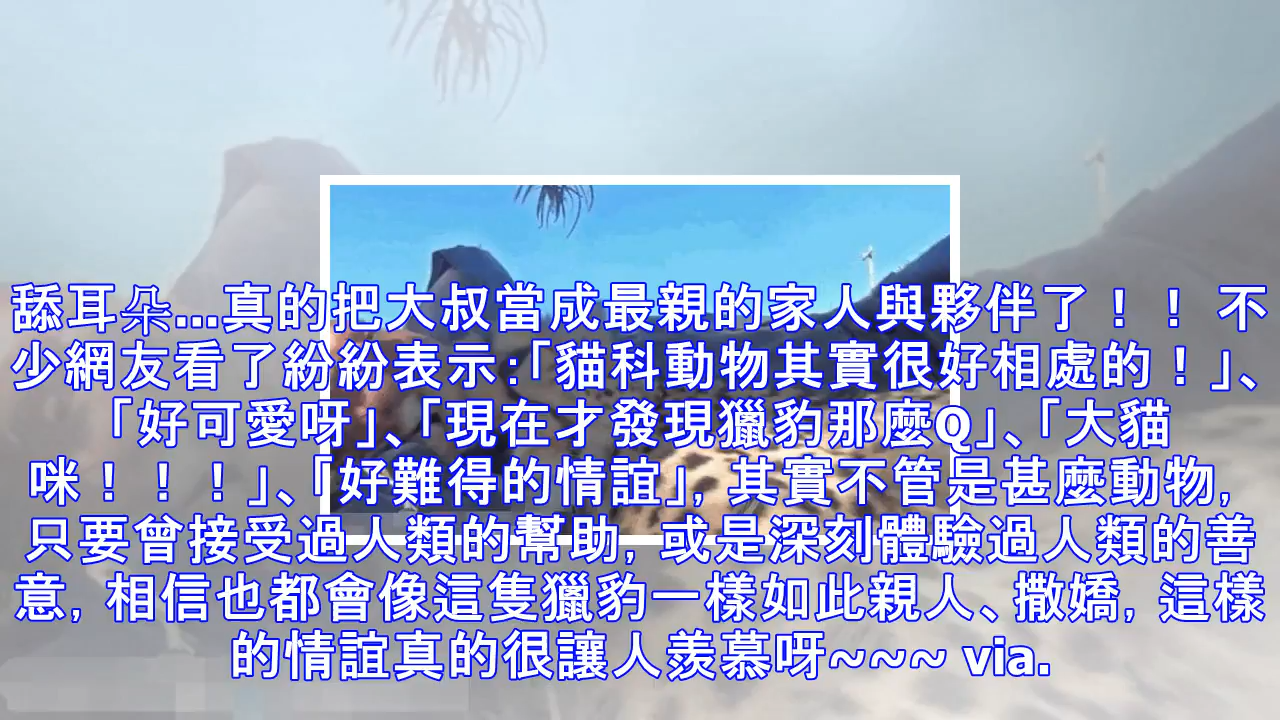 舔耳朵...真的把大叔當成最親的家人與夥伴了！！ 不
少網友看了紛紛表示:「貓科動物其實很好相處的！」、
「好可愛呀」、「現在才發現獵豹那麼Q」、「大貓
咪！！！」、「好難得的情誼」, 其實不管是甚麼動物,
只要曾接受過人類的幫助, 或是深刻體驗過人類的善
意, 相信也都會像這隻獵豹一樣如此親人、撒嬌, 這樣
的情誼真的很讓人羨慕呀~~~ via.